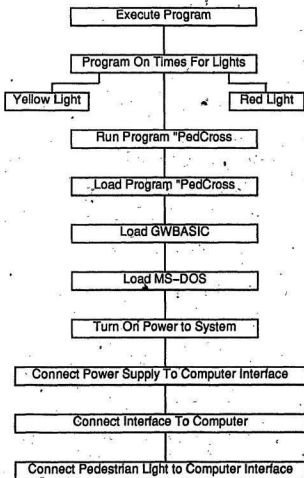 Execute Program
Program On Times For Lights
Yellow Light
Red Light
Run Program "PedCross
Load Program "PedCross
Load GWBASIC
Load MS-DOS
Turn On Power to System
Connect Power Supply To Computer Interface
Connect Interface To Computer
Connect Pedestrian Light to Computer Interface